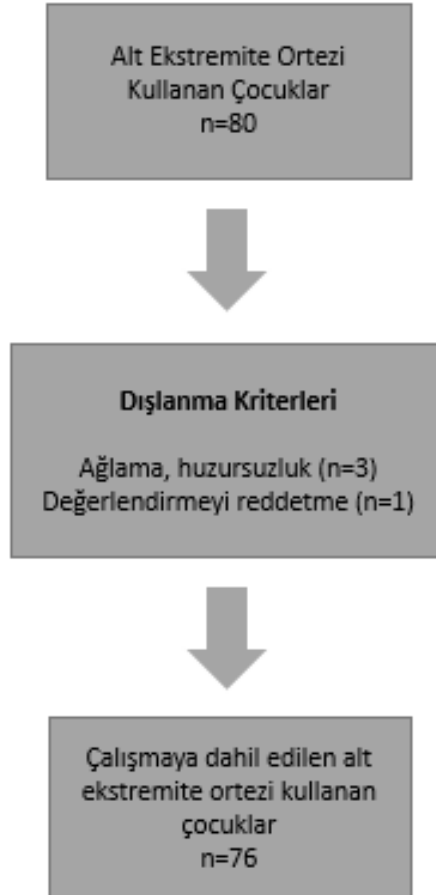 Alt Ekstremite Ortezi
Kullanan Çocuklar
n=80
Dışlanma Kriterleri
Ağlama, huzursuzluk (n=3)
Değerlendirmeyi reddetme (n=1)
Çalışmaya dahil edilen alt
ekstremite ortezi kullanan
çocuklar
n=76